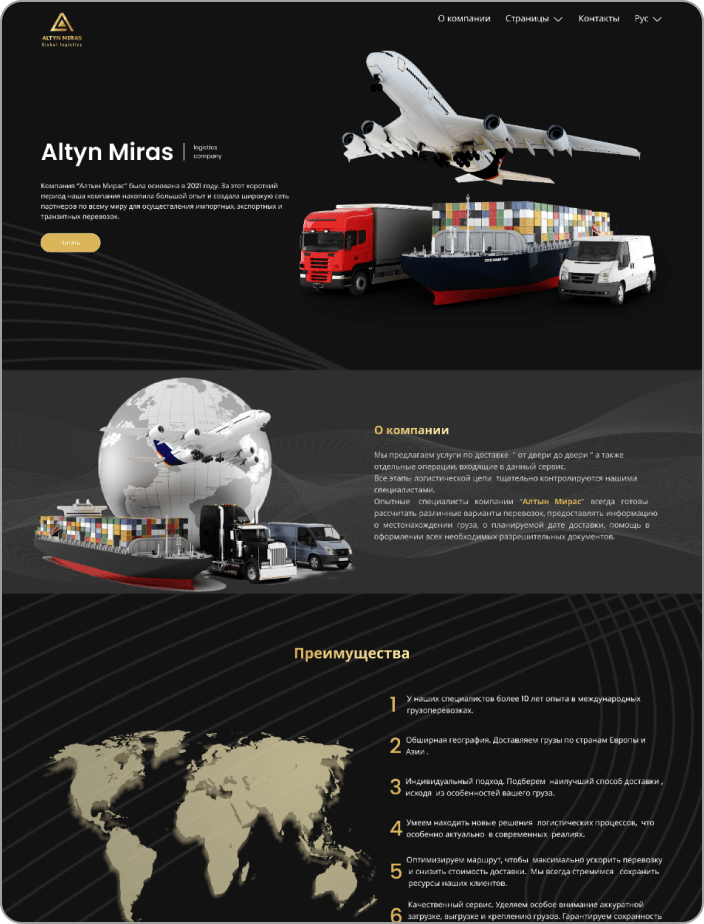 ALTYN MIRAS
Global logistics
О компании
Страницы
Контакты
Рус
Altyn Miras
logistics
company
Компания "Алтын Мирас" была основана в 2021 году. За этот короткий
период наша компания накопила большой опыт и создала широкую сеть
партнеров по всему миру для осуществления импортных, экспортных и
транзитных перевозок.
Читать
О компании
Мы предлагаем услуги по доставке " от двери до двери " а также
отдельные операции, входящие в данный сервис.
Все этапы логистической цепи тщательно контролируются нашими
специалистами.
Опытные специалисты компании "Алтын Мирас" всегда готовы
рассчитать различные варианты перевозок, предоставлять информацию
о местонахождении груза, о планируемой дате доставки, помощь в
оформлении всех необходимых разрешительных документов.
Преимущества
1 У наших специалистов более 10 лет опыта в международных
грузоперевозках.
2 Обширная география. Доставляем грузы по странам Европы и
Азии .
3 Индивидуальный подход. Подберем наилучший способ доставки ,
исходя из особенностей вашего груза.
4 Умеем находить новые решения логистических процессов, что
особенно актуально в современных реалиях.
5 Оптимизируем маршрут, чтобы максимально ускорить перевозку
и снизить стоимость доставки. Мы всегда стремимся сохранить
ресурсы наших клиентов.
6 Качественный сервис. Уделяем особое внимание аккуратной
загрузке, выгрузке и креплению грузов. Гарантируем сохранность